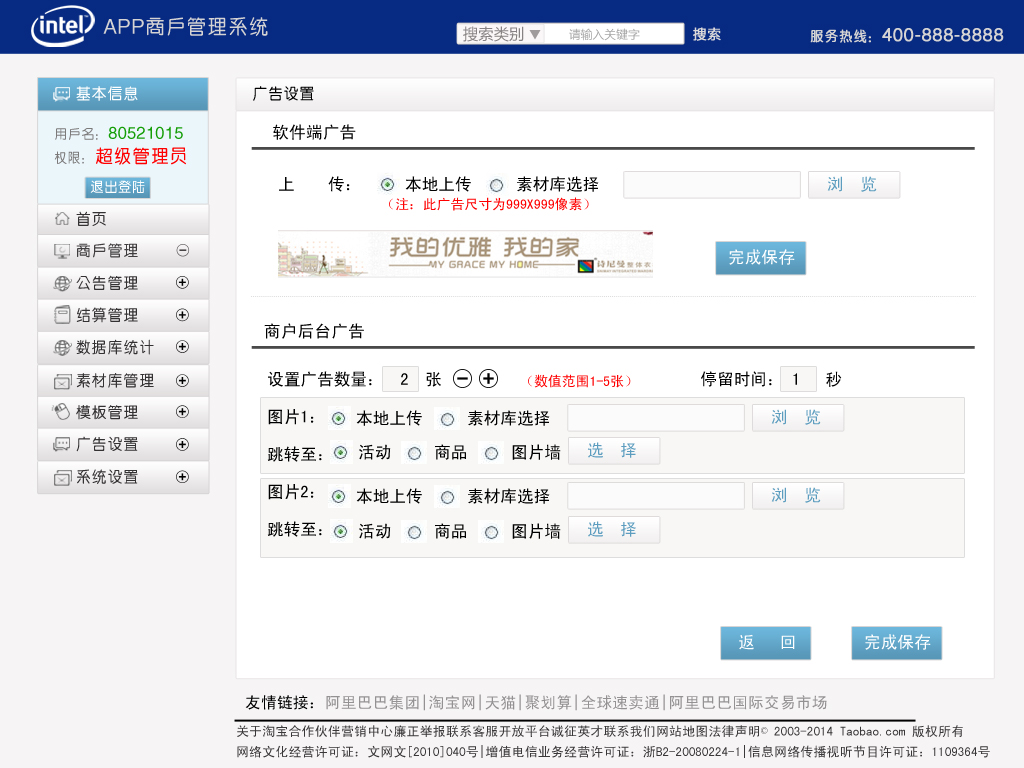 intel APP商戶管理系统
搜索类别▼ 请输入关键字 搜索
服务热线：400-888-8888
基本信息
用戶名：80521015
权限：超级管理员
退出登陆
首页
商戶管理
公告管理
结算管理
数据库统计
素材库管理
模板管理
广告设置
系统设置
广告设置
软件端广告
上 传： 本地上传 素材库选择 浏 览
（注：此广告尺寸为999X999像素）
我的优雅 我的家
MY GRACE MY HOME
完成保存
商户后台广告
设置广告数量：2 张 （数值范围1-5张） 停留时间：1 秒
图片1： 本地上传 素材库选择 浏 览
跳转至： 活动 商品 图片墙 选 择
图片2： 本地上传 素材库选择 浏 览
跳转至： 活动 商品 图片墙 选 择
返 回 完成保存
友情链接：阿里巴巴集团|淘宝网|天猫|聚划算|全球速卖通|阿里巴巴国际交易市场
关于淘宝合作伙伴营销中心廉正举报联系客服开放平台诚征英才联系我们网站地图法律声明© 2003-2014 Taobao.com 版权所有
网络文化经营许可证：文网文[2010]040号|增值电信业务经营许可证：浙B2-20080224-1|信息网络传播视听节目许可证：1109364号